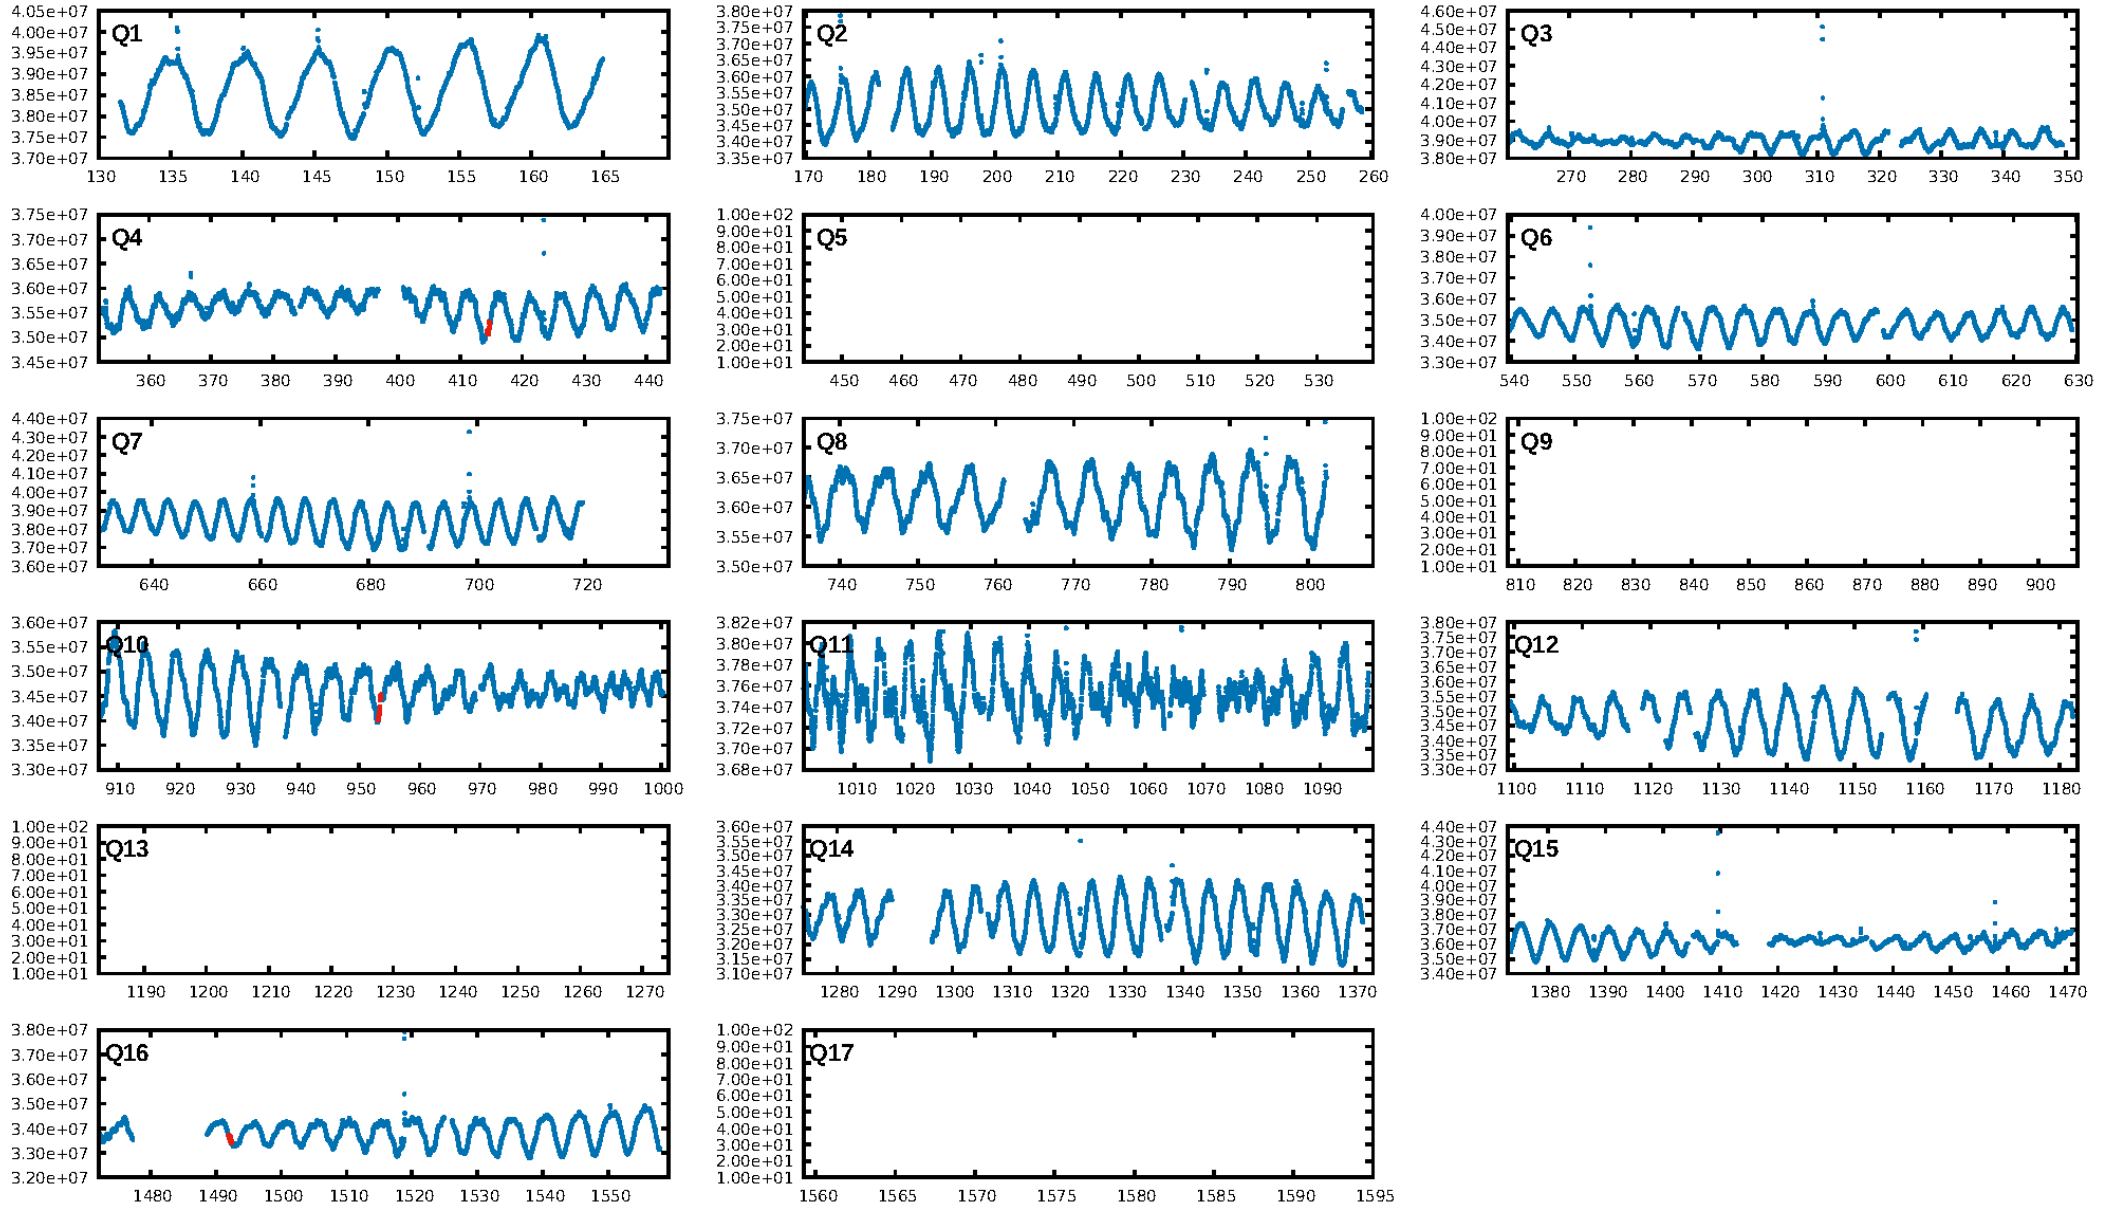 Q1
4.05e+07
4.00e+07
3.95e+07
3.90e+07
3.85e+07
3.80e+07
3.75e+07
3.70e+07
130 135 140 145 150 155 160 165
Q2
3.80e+07
3.75e+07
3.70e+07
3.65e+07
3.60e+07
3.55e+07
3.50e+07
3.45e+07
3.40e+07
3.35e+07
170 180 190 200 210 220 230 240 250 260
Q3
4.60e+07
4.50e+07
4.40e+07
4.30e+07
4.20e+07
4.10e+07
4.00e+07
3.90e+07
3.80e+07
270 280 290 300 310 320 330 340 350
Q4
3.75e+07
3.70e+07
3.65e+07
3.60e+07
3.55e+07
3.50e+07
3.45e+07
360 370 380 390 400 410 420 430 440
Q5
1.00e+02
9.00e+01
8.00e+01
7.00e+01
6.00e+01
5.00e+01
4.00e+01
3.00e+01
2.00e+01
1.00e+01
450 460 470 480 490 500 510 520 530
Q6
4.00e+07
3.90e+07
3.80e+07
3.70e+07
3.60e+07
3.50e+07
3.40e+07
3.30e+07
540 550 560 570 580 590 600 610 620 630
Q7
4.40e+07
4.30e+07
4.20e+07
4.10e+07
4.00e+07
3.90e+07
3.80e+07
3.70e+07
3.60e+07
640 660 680 700 720
Q8
3.75e+07
3.70e+07
3.65e+07
3.60e+07
3.55e+07
3.50e+07
740 750 760 770 780 790 800
Q9
1.00e+02
9.00e+01
8.00e+01
7.00e+01
6.00e+01
5.00e+01
4.00e+01
3.00e+01
2.00e+01
1.00e+01
810 820 830 840 850 860 870 880 890 900
Q10
3.60e+07
3.55e+07
3.50e+07
3.45e+07
3.40e+07
3.35e+07
3.30e+07
910 920 930 940 950 960 970 980 990 1000
Q11
3.82e+07
3.80e+07
3.78e+07
3.76e+07
3.74e+07
3.72e+07
3.70e+07
3.68e+07
1010 1020 1030 1040 1050 1060 1070 1080 1090
Q12
3.80e+07
3.75e+07
3.70e+07
3.65e+07
3.60e+07
3.55e+07
3.50e+07
3.45e+07
3.40e+07
3.35e+07
3.30e+07
1100 1110 1120 1130 1140 1150 1160 1170 1180
Q13
1.00e+02
9.00e+01
8.00e+01
7.00e+01
6.00e+01
5.00e+01
4.00e+01
3.00e+01
2.00e+01
1.00e+01
1190 1200 1210 1220 1230 1240 1250 1260 1270
Q14
3.60e+07
3.55e+07
3.50e+07
3.45e+07
3.40e+07
3.35e+07
3.30e+07
3.25e+07
3.20e+07
3.15e+07
3.10e+07
1280 1290 1300 1310 1320 1330 1340 1350 1360 1370
Q15
4.40e+07
4.30e+07
4.20e+07
4.10e+07
4.00e+07
3.90e+07
3.80e+07
3.70e+07
3.60e+07
3.50e+07
3.40e+07
1380 1390 1400 1410 1420 1430 1440 1450 1460 1470
Q16
3.80e+07
3.70e+07
3.60e+07
3.50e+07
3.40e+07
3.30e+07
3.20e+07
1480 1490 1500 1510 1520 1530 1540 1550
Q17
1.00e+02
9.00e+01
8.00e+01
7.00e+01
6.00e+01
5.00e+01
4.00e+01
3.00e+01
2.00e+01
1.00e+01
1560 1565 1570 1575 1580 1585 1590 1595